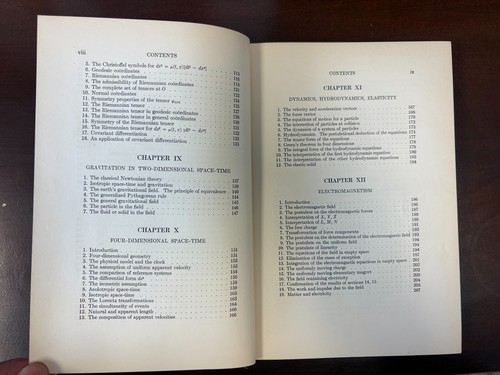 viii CONTENTS
5. The Christoffel symbols for
6. Geodesic coordinates
7. Riemannian coordinates
8. The admissibility of Riemannian coordinates
9. The complete set of tensors at O
10. Normal coordinates
11. Symmetry properties of the tensor
12. The Riemannian tensor
13. The Riemannian tensor in geodesic coordinates
14. The Riemannian tensor in general coordinates
15. Symmetry of the Riemannian tensor
16. The Riemannian tensor for
17. Covariant differentiation
18. An application of covariant differentiation
CHAPTER IX
GRAVITATION IN TWO-DIMENSIONAL SPACE-TIME
1. The classical Newtonian theory 137
2. Isotropic space-time and gravitation 138
3. The earth's gravitational field. The principle of equivalence 140
4. The generalised Pythagorean rule
5. The general gravitational field 145
6. Field equations 146
7. The fluid or solid in the field 147
CHAPTER X
FOUR-DIMENSIONAL SPACE-TIME
1. Introduction 151
2. Four-dimensional geometry
3. The physical model and the clock
4. The assumption of uniform apparent velocity
5. The comparison of reference systems
6. The differential form
7. The isometric assumption
8. Anisotropic space-time
9. Isotropic space-time
10. The Lorentz transformations
11. The simultaneity of events
12. Natural and apparent length
13. The composition of apparent velocities 166
CONTENTS ix
CHAPTER XI
DYNAMICS, HYDRODYNAMICS, ELASTICITY
1. The velocity and acceleration vectors 167
2. The force vector 168
3. The equations of motion for a particle
4. The interaction of particles at collision
5. The dynamics of a system of particles
6. Hydrodynamics. The postulational deduction of the equations
7. The tensor form of the equations
8. Green's theorem in four dimensions
9. The integral form of the hydrodynamic equations
10. The interpretation of the first hydrodynamic equation
11. The interpretation of the other hydrodynamic equations
12. The elastic solid
CHAPTER XII
ELECTROMAGNETISM
1. Introduction 186
2. The electromagnetic field
3. The postulate on the electromagnetic forces
4. Interpretation of X, Y, Z
5. Interpretation of L, M, N
6. The free charge
7. Transformation of force components
8. The postulate on the determination of the electromagnetic field
9. The postulate on the uniform field
10. The postulate of linearity
11. The equations of the field in empty space
12. Elimination of the cases of exception
13. Integration of the electromagnetic equations in empty space
14. The uniformly moving charge
15. The uniformly moving elementary magnet
16. The field containing electricity
17. Confirmation of the results of sections 14, 15
18. The work and impulse due to the field
19. Matter and electricity 207